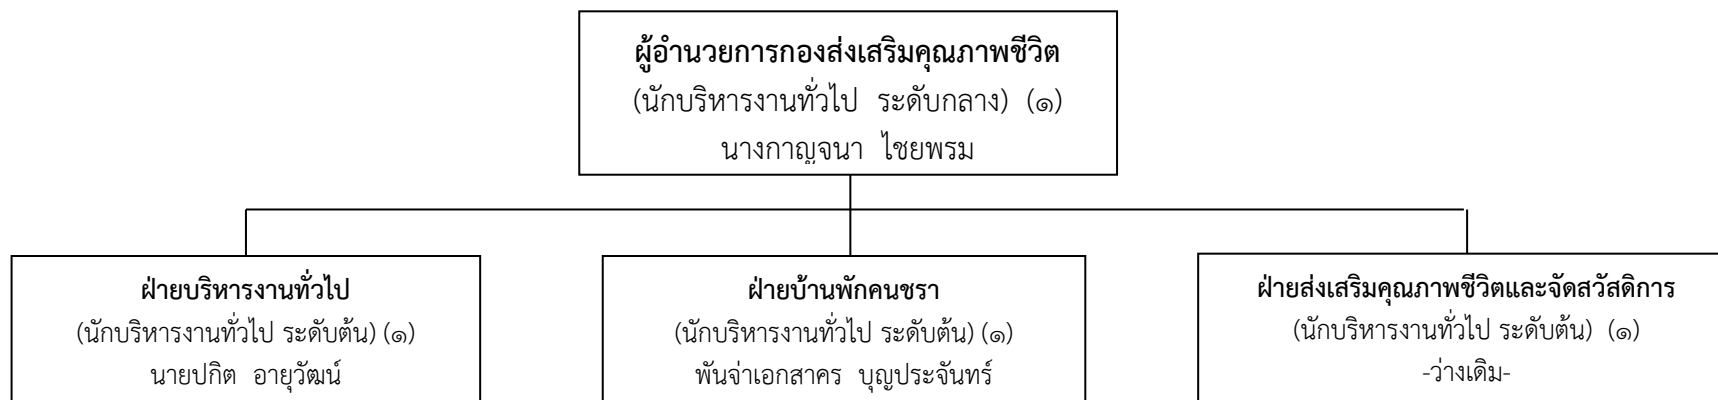 ผู้อำนวยการกองส่งเสริมคุณภาพชีวิต
(นักบริหารงานทั่วไป ระดับกลาง) (๑)
นางกาญจนา ไชยพรม
ฝ่ายบริหารงานทั่วไป
(นักบริหารงานทั่วไป ระดับต้น) (๑)
นายปกิต อายุวัฒน์
ฝ่ายบ้านพักคนชรา
(นักบริหารงานทั่วไป ระดับต้น) (๑)
พันจ่าเอกสาคร บุญประจันทร์
ฝ่ายส่งเสริมคุณภาพชีวิตและจัดสวัสดิการ
(นักบริหารงานทั่วไป ระดับต้น) (๑)
-ว่างเดิม-